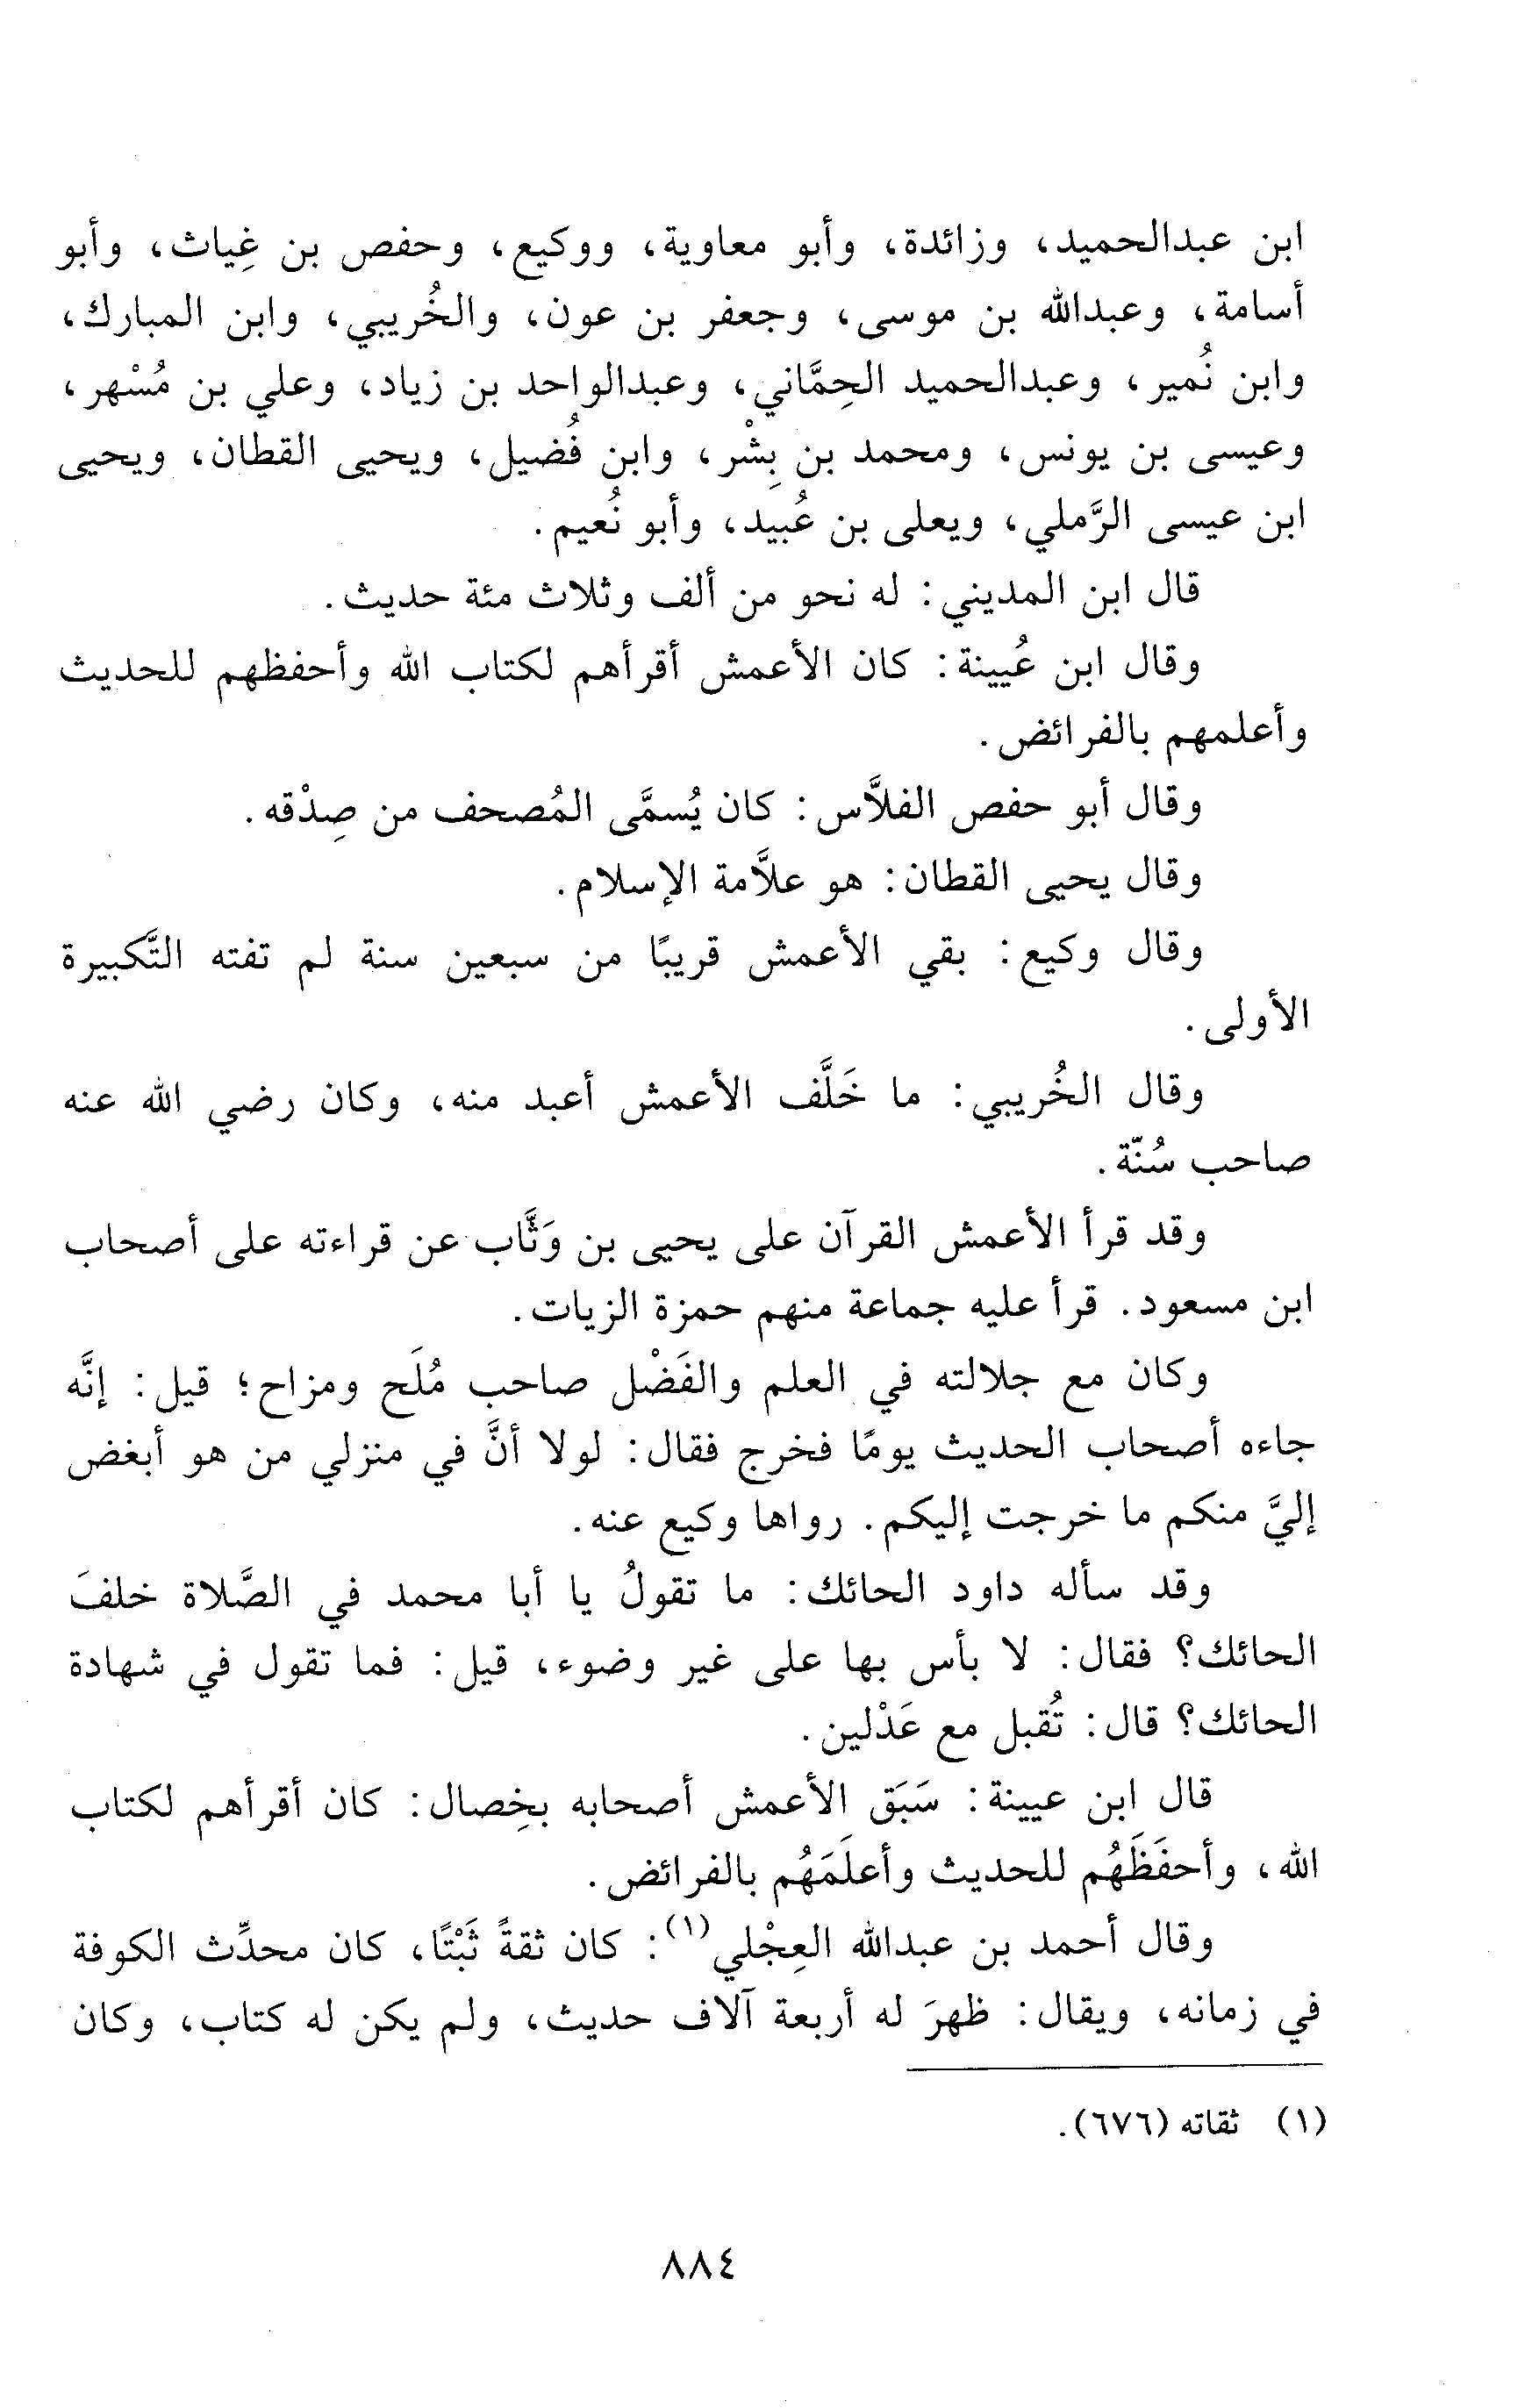 ابن عبدالحميد، وزائدة، وأبو معاوية، ووكيع، وحفص بن غِياث، وأبو
أسامة، وعبدالله بن موسى، وجعفر بن عون، والخُريبي، وابن المبارك،
وابن نُمير، وعبدالحميد الحِمَّاني، وعبدالواحد بن زياد، وعلي بن مُسْهر،
وعيسى بن يونس، ومحمد بن بِشْر، وابن فُضيل، ويحيى القطان، ويحيى
ابن عيسى الرَّملي، ويعلى بن عُبيد، وأبو نُعيم.
قال ابن المديني: له نحو من ألف وثلاث مئة حديث.
وقال ابن عُيينة: كان الأعمش أقرأهم لكتاب الله وأحفظهم للحديث
وأعلمهم بالفرائض.
وقال أبو حفص الفلاَّس: كان يُسمَّى المُصحف من صِدْقه.
وقال يحيى القطان: هو علاَّمة الإسلام.
وقال وكيع: بقي الأعمش قريبًا من سبعين سنة لم تفته التَّكبيرة
الأولى.
وقال الخُريبي: ما خَلَّف الأعمش أعبد منه، وكان رضي الله عنه
صاحب سُنّة.
وقد قرأ الأعمش القرآن على يحيى بن وَثَّاب عن قراءته على أصحاب
ابن مسعود. قرأ عليه جماعة منهم حمزة الزيات.
وكان مع جلالته في العلم والفَضْل صاحب مُلَح ومزاح؛ قيل: إنَّه
جاءه أصحاب الحديث يومًا فخرج فقال: لولا أنَّ في منزلي من هو أبغض
إليَّ منكم ما خرجت إليكم. رواها وكيع عنه.
وقد سأله داود الحائك: ما تقولُ يا أبا محمد في الصَّلاة خلفَ
الحائك؟ فقال: لا بأس بها على غير وضوء، قيل: فما تقول في شهادة
الحائك؟ قال: تُقبل مع عَدْلين.
قال ابن عيينة: سَبَق الأعمش أصحابه بخِصال: كان أقرأهم لكتاب
الله، وأحفَظَهُم للحديث وأعلَمَهُم بالفرائض.
وقال أحمد بن عبدالله العِجْلي(١): كان ثقةً ثَبْتًا، كان محدِّث الكوفة
في زمانه، ويقال: ظهرَ له أربعة آلاف حديث، ولم يكن له كتاب، وكان
(١) ثقاته (٦٧٦).
٨٨٤